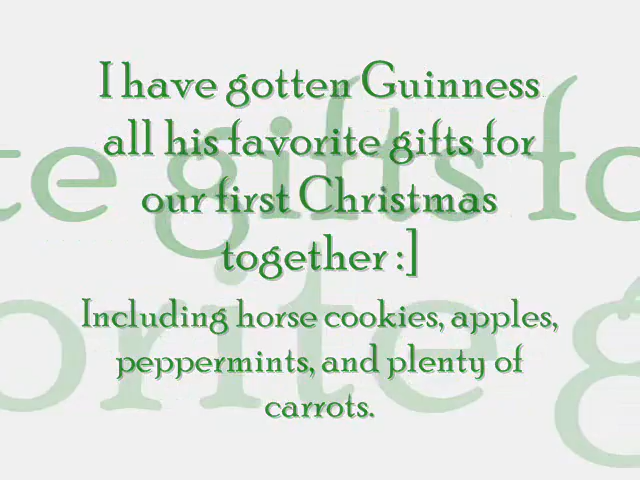 I have gotten Guinness
all his favorite gifts for
our first Christmas
together :]
Including horse cookies, apples,
peppermints, and plenty of
carrots.